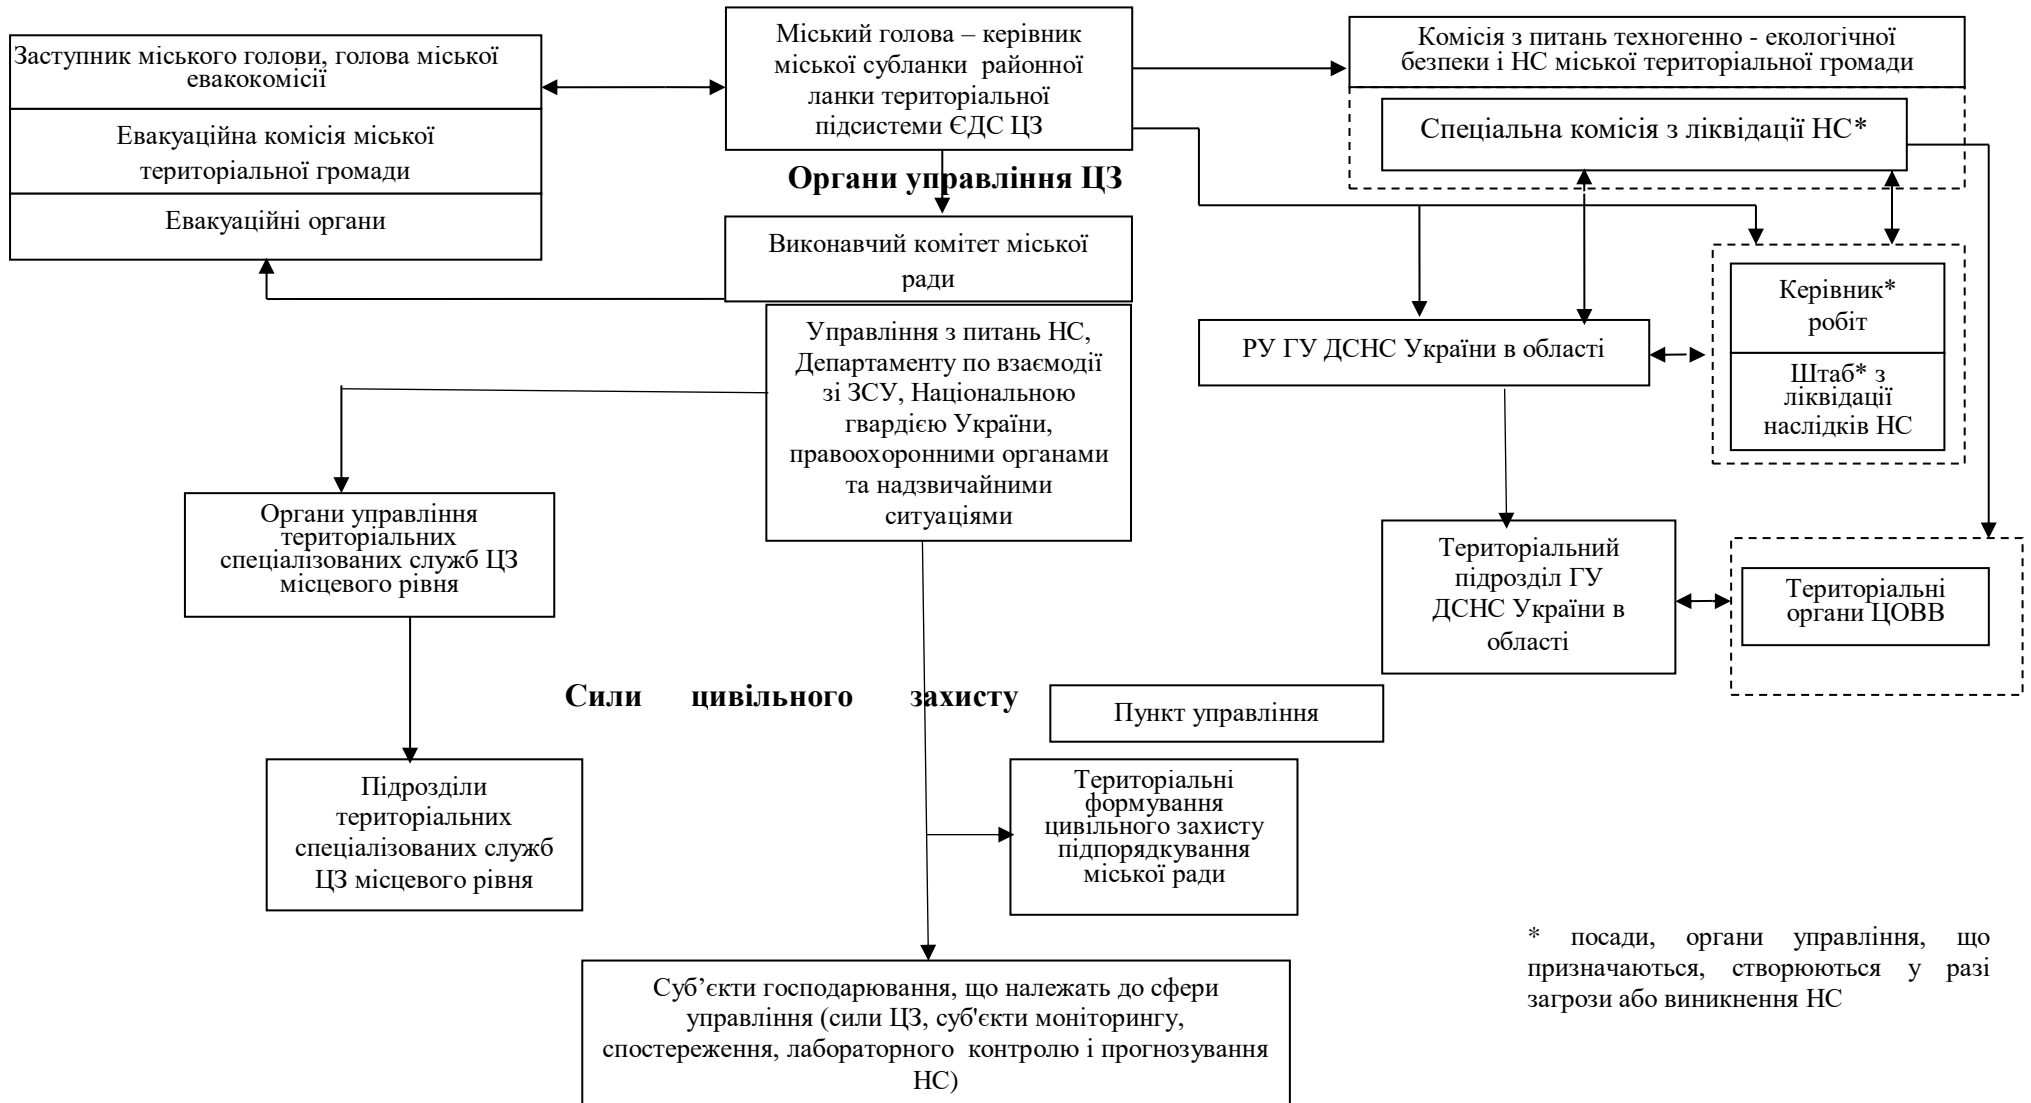 Заступник міського голови, голова міської
евакокомісії
Евакуаційна комісія міської
територіальної громади
Евакуаційні органи
Міський голова – керівник
міської субланки районної
ланки територіальної
підсистеми ЄДС ЦЗ
Комісія з питань техногенно - екологічної
безпеки і НС міської територіальної громади
Спеціальна комісія з ліквідації НС*
Органи управління ЦЗ
Виконавчий комітет міської
ради
Управління з питань НС,
Департаменту по взаємодії
зі ЗСУ, Національною
гвардією України,
правоохоронними органами
та надзвичайними
ситуаціями
РУ ГУ ДСНС України в області
Керівник*
робіт
Штаб* з
ліквідації
наслідків НС
Органи управління
територіальних
спеціалізованих служб ЦЗ
місцевого рівня
Територіальний
підрозділ ГУ
ДСНС України в
області
Територіальні
органи ЦОВВ
Сили цивільного захисту
Пункт управління
Підрозділи
територіальних
спеціалізованих служб
ЦЗ місцевого рівня
Територіальні
формування
цивільного захисту
підпорядкування
міської ради
Суб’єкти господарювання, що належать до сфери
управління (сили ЦЗ, суб'єкти моніторингу,
спостереження, лабораторного контролю і прогнозування
НС)
* посади, органи управління, що
призначаються, створюються у разі
загрози або виникнення НС